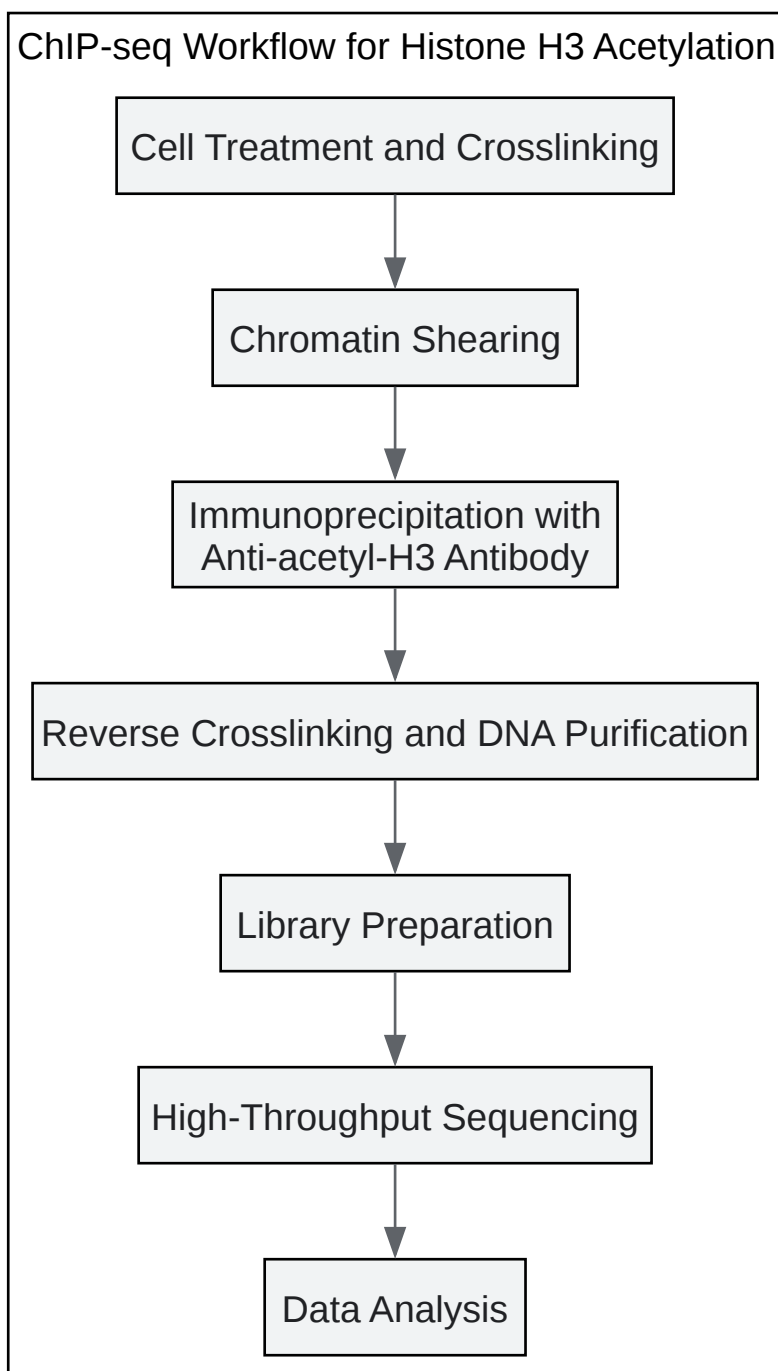 ChIP-seq Workflow for Histone H3 Acetylation
Cell Treatment and Crosslinking
Chromatin Shearing
Immunoprecipitation with
Anti-acetyl-H3 Antibody
Reverse Crosslinking and DNA Purification
Library Preparation
High-Throughput Sequencing
Data Analysis